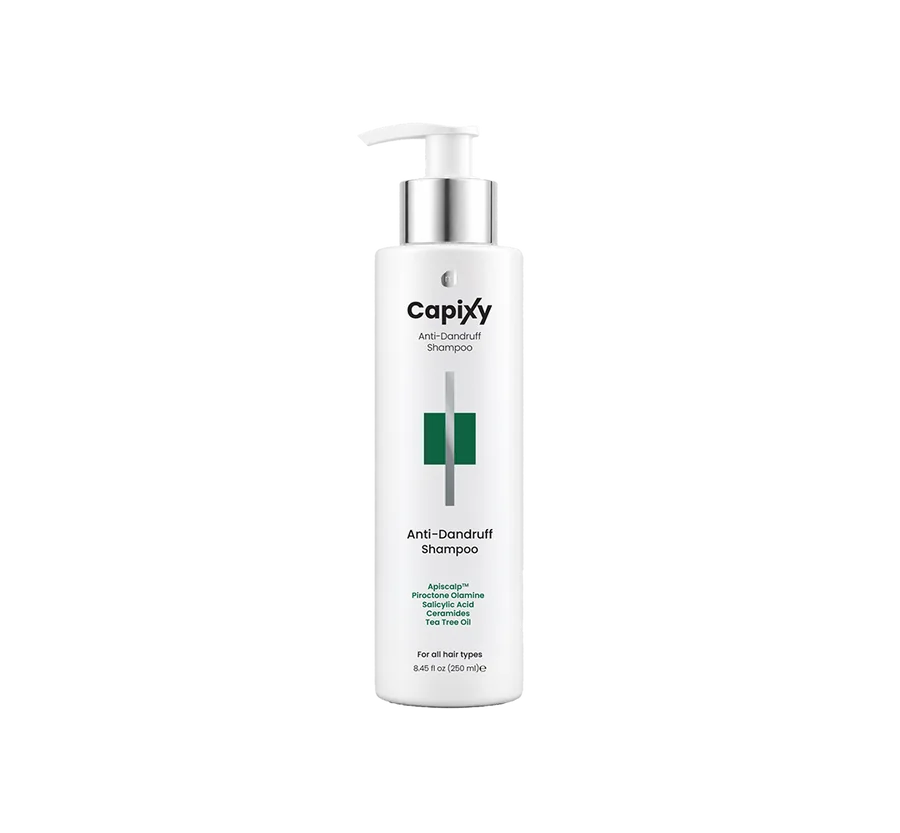 Capixy
Anti-Dandruff
Shampoo
Anti-Dandruff
Shampoo
Apiscalp™
Piroctone Olamine
Salicylic Acid
Ceramides
Tea Tree Oil
For all hair types
8.45 fl oz (250 ml)℮